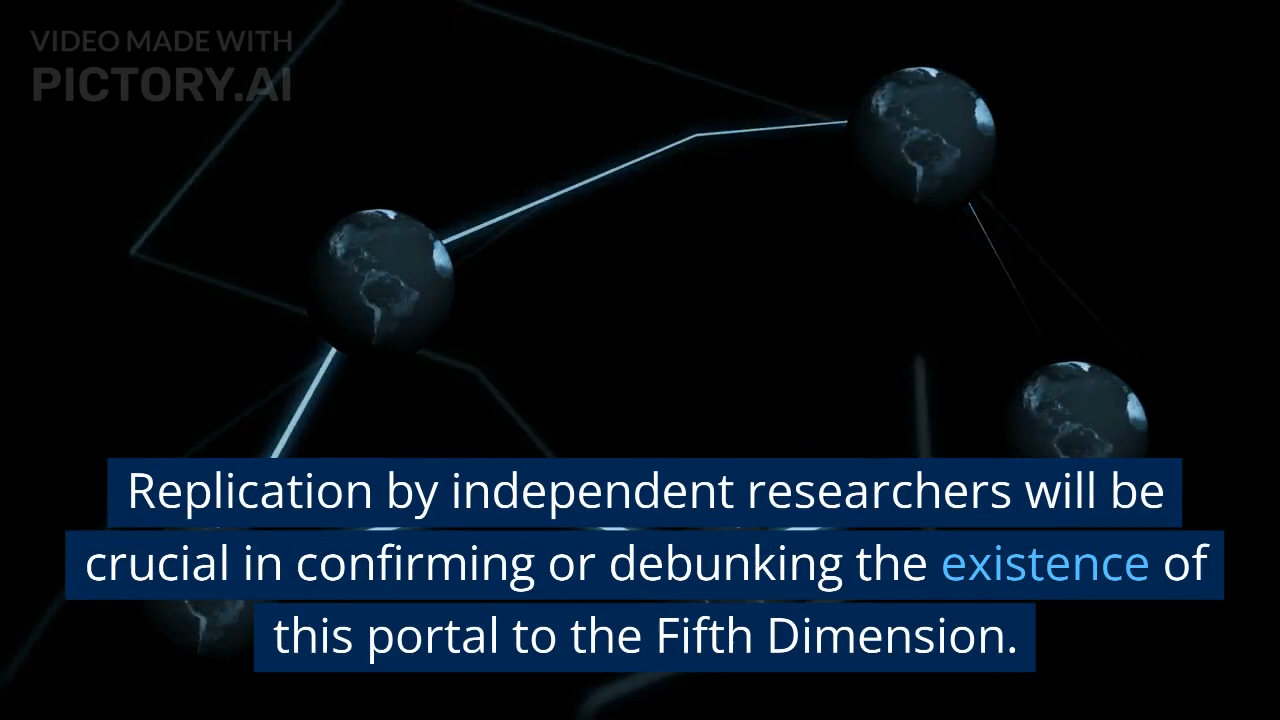 VIDEO MADE WITH
PICTORY.AI
Replication by independent researchers will be
crucial in confirming or debunking the existence of
this portal to the Fifth Dimension.